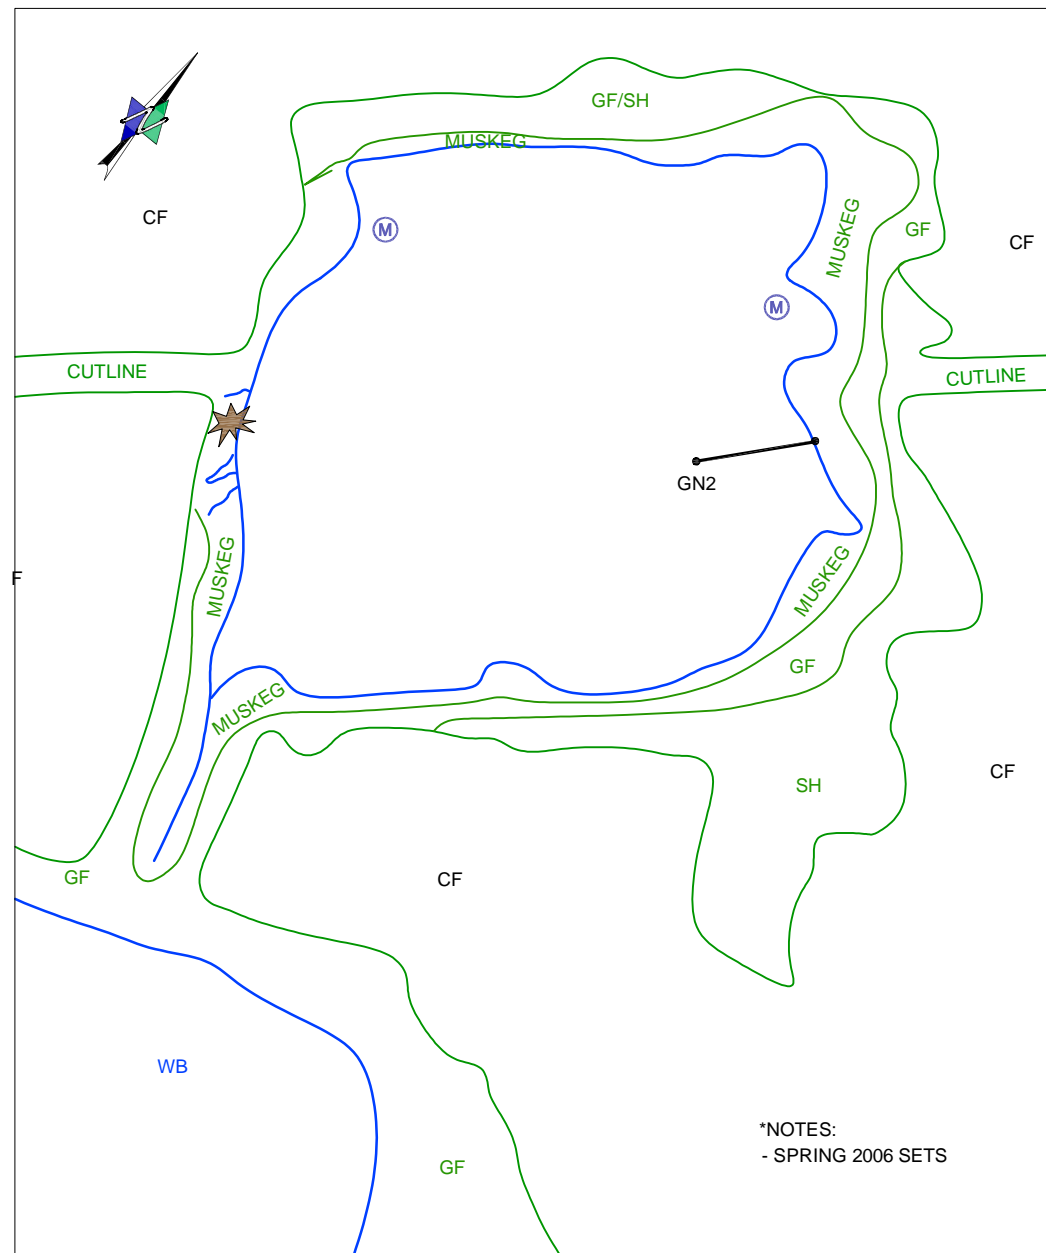 GF/SH
MUSKEG
CF
M
MUSKEG
GF
CF
M
CUTLINE
CUTLINE
GN2
F
MUSKEG
MUSKEG
GF
MUSKEG
CF
SH
GF
CF
WB
*NOTES:
- SPRING 2006 SETS
GF